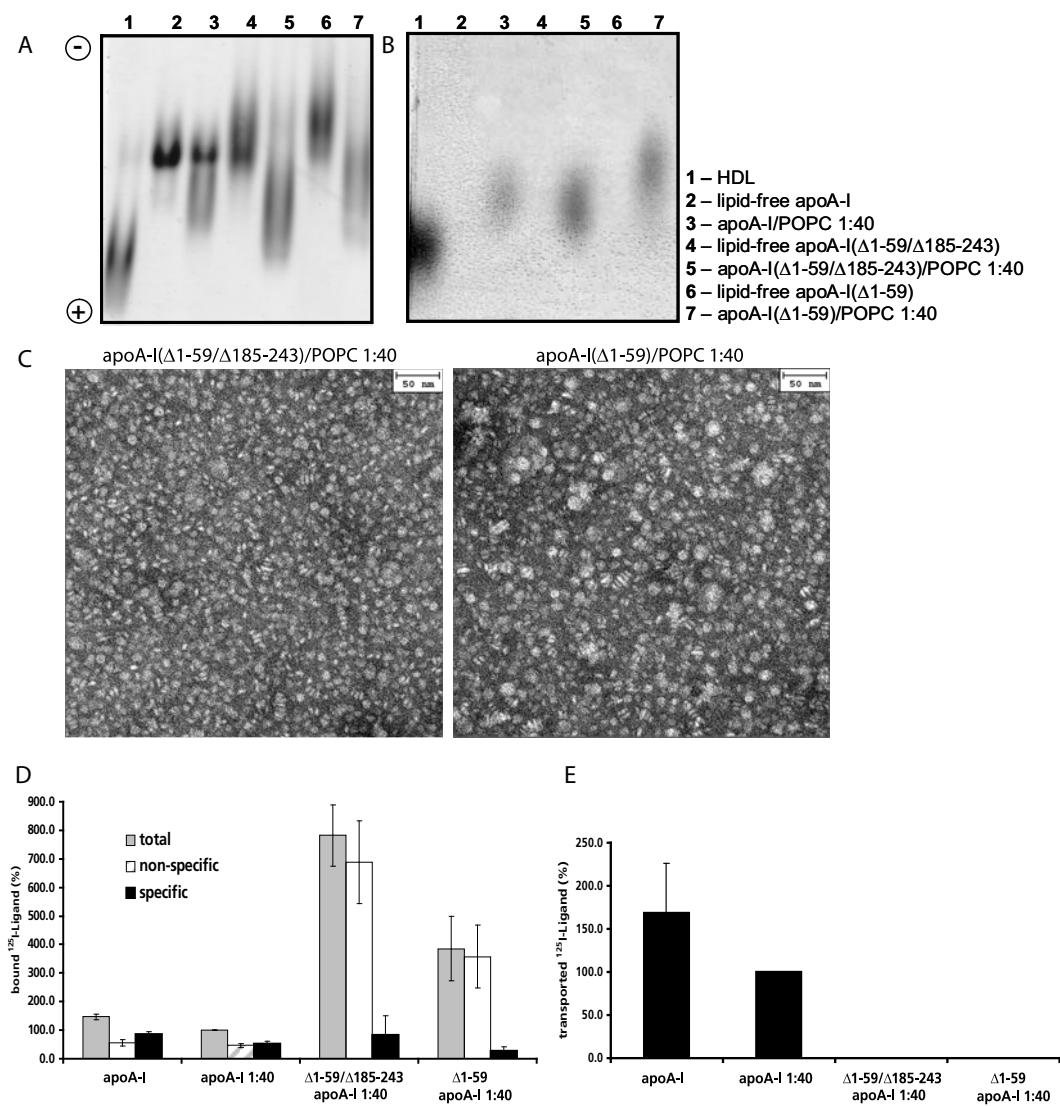 1 2 3 4 5 6 7
1 2 3 4 5 6 7
A
B
-
+
1 – HDL
2 – lipid-free apoA-I
3 – apoA-I/POPC 1:40
4 – lipid-free apoA-I(Δ1-59/Δ185-243)
5 – apoA-I(Δ1-59/Δ185-243)/POPC 1:40
6 – lipid-free apoA-I(Δ1-59)
7 – apoA-I(Δ1-59)/POPC 1:40
C
apoA-I(Δ1-59/Δ185-243)/POPC 1:40
apoA-I(Δ1-59)/POPC 1:40
50 nm
50 nm
D
bound ¹²⁵I-Ligand (%)
900.0
800.0
700.0
600.0
500.0
400.0
300.0
200.0
100.0
0.0
total
non-specific
specific
apoA-I
apoA-I 1:40
Δ1-59/Δ185-243
apoA-I 1:40
Δ1-59
apoA-I 1:40
E
transported ¹²⁵I-Ligand (%)
250.0
200.0
150.0
100.0
50.0
0.0
apoA-I
apoA-I 1:40
Δ1-59/Δ185-243
apoA-I 1:40
Δ1-59
apoA-I 1:40